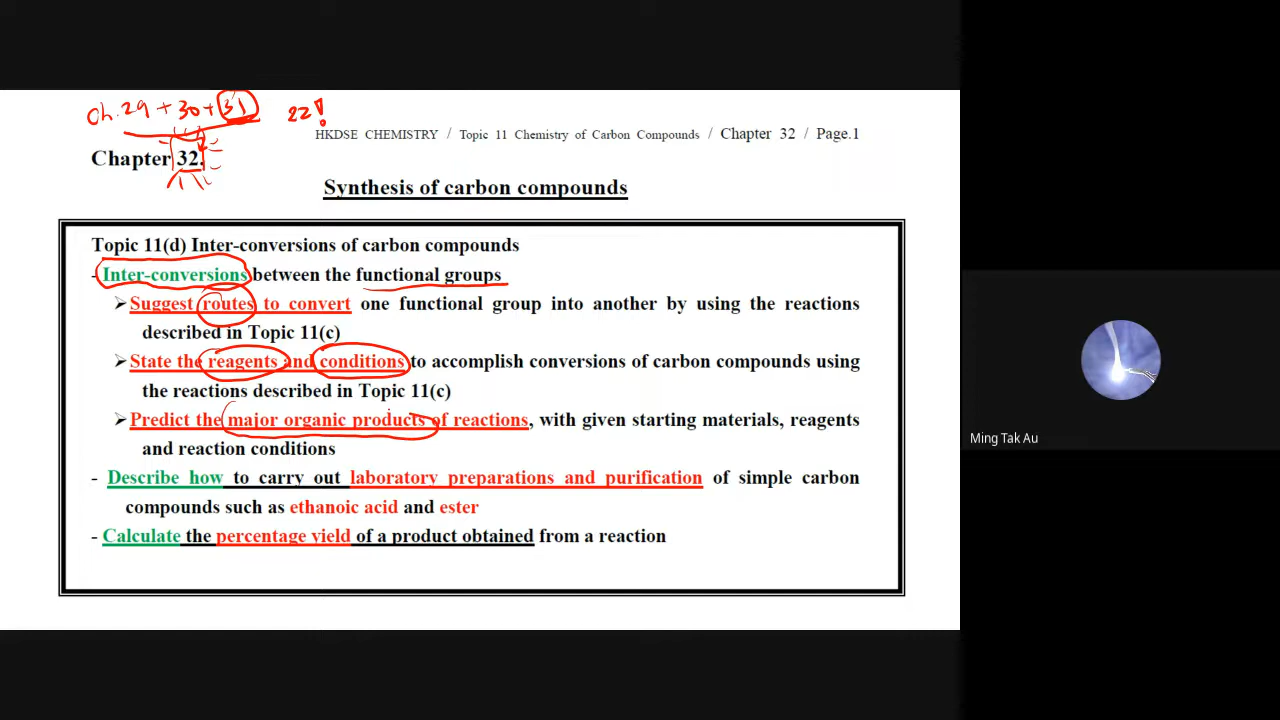 Ch. 29 + 30 + 31 22!
HKDSE CHEMISTRY / Topic 11 Chemistry of Carbon Compounds / Chapter 32 / Page.1
Chapter 32.
Synthesis of carbon compounds
Topic 11(d) Inter-conversions of carbon compounds
- Inter-conversions between the functional groups
➢Suggest routes to convert one functional group into another by using the reactions
described in Topic 11(c)
➢State the reagents and conditions to accomplish conversions of carbon compounds using
the reactions described in Topic 11(c)
➢Predict the major organic products of reactions, with given starting materials, reagents
and reaction conditions
- Describe how to carry out laboratory preparations and purification of simple carbon
compounds such as ethanoic acid and ester
- Calculate the percentage yield of a product obtained from a reaction
Ming Tak Au